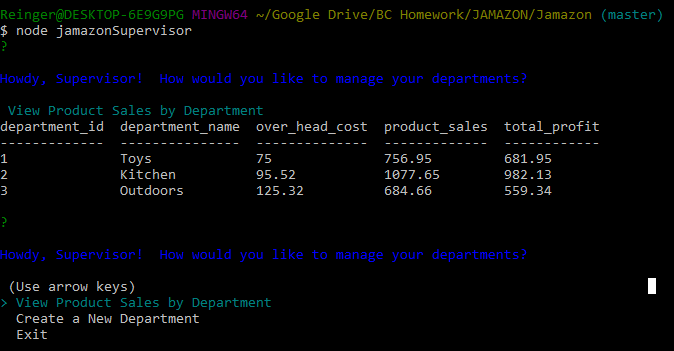 Reinger@DESKTOP-6E9G9PG MINGW64 ~/Google Drive/BC Homework/JAMAZON/Jamazon (master)
$ node jamazonSupervisor
?
Howdy, Supervisor!  How would you like to manage your departments?
View Product Sales by Department
department_id  department_name  over_head_cost  product_sales  total_profit
-------------  ---------------  --------------  -------------  ------------
1              Toys             75              756.95         681.95
2              Kitchen          95.52           1077.65        982.13
3              Outdoors         125.32          684.66         559.34
?
Howdy, Supervisor!  How would you like to manage your departments?
(Use arrow keys)
> View Product Sales by Department
Create a New Department
Exit